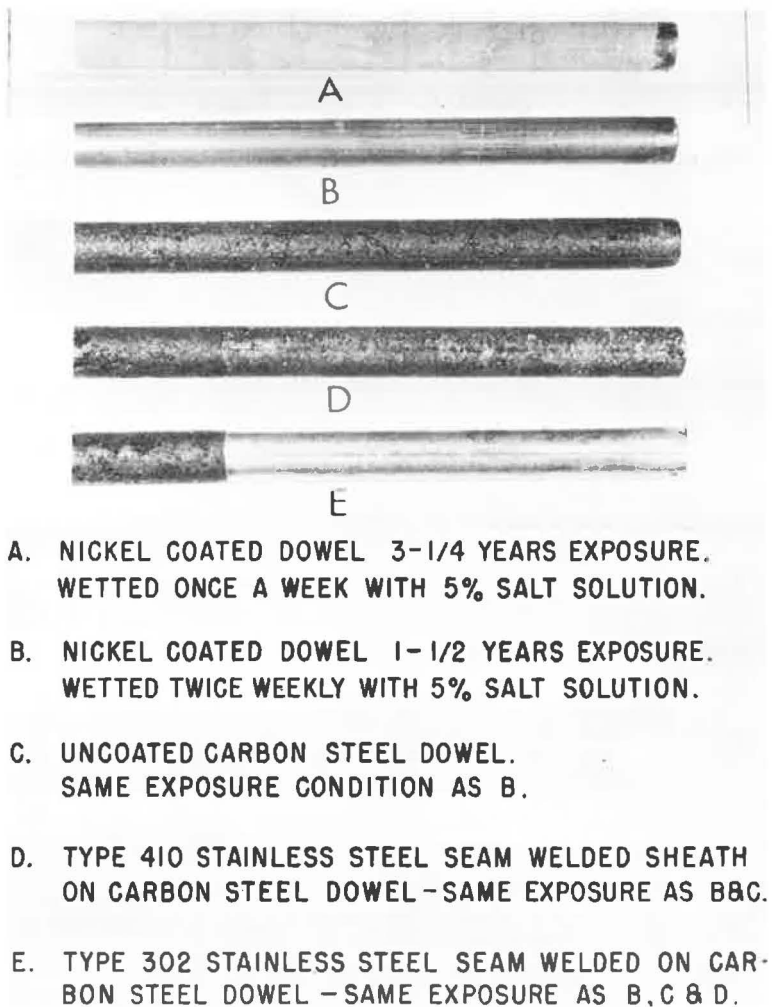 A
B
C
D
E
A. NICKEL COATED DOWEL 3-1/4 YEARS EXPOSURE.
WETTED ONCE A WEEK WITH 5% SALT SOLUTION.
B. NICKEL COATED DOWEL 1-1/2 YEARS EXPOSURE.
WETTED TWICE WEEKLY WITH 5% SALT SOLUTION.
C. UNCOATED CARBON STEEL DOWEL.
SAME EXPOSURE CONDITION AS B.
D. TYPE 410 STAINLESS STEEL SEAM WELDED SHEATH
ON CARBON STEEL DOWEL-SAME EXPOSURE AS B&C.
E. TYPE 302 STAINLESS STEEL SEAM WELDED ON CAR-
BON STEEL DOWEL-SAME EXPOSURE AS B,C & D.